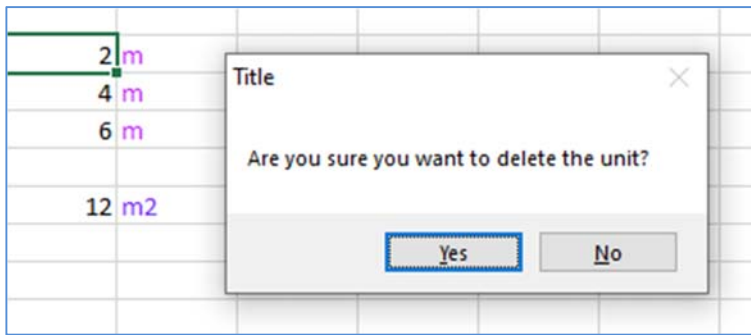 2 m
4 m
6 m
12 m2
Title
Are you sure you want to delete the unit?
Yes
No